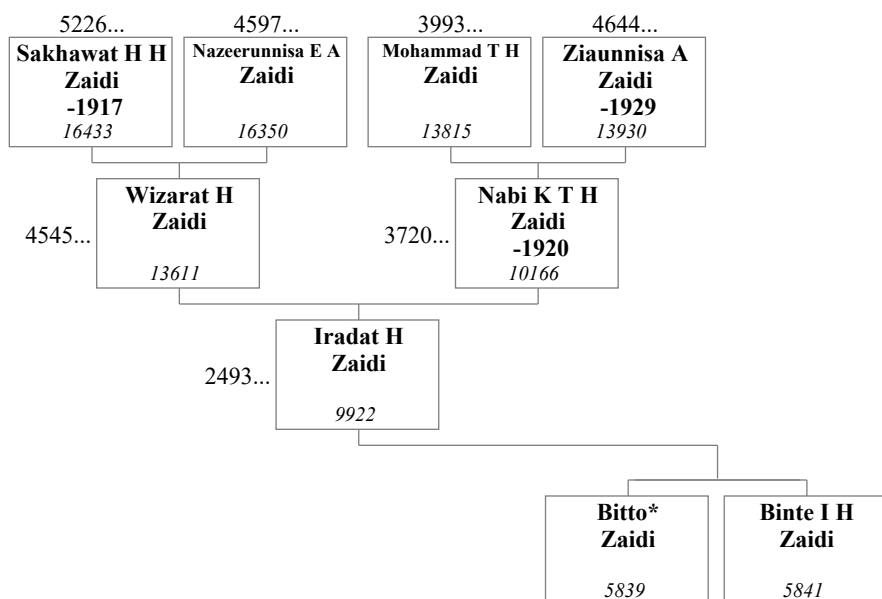 5226... 4597... 3993... 4644...
Sakhawat H H
Zaidi
-1917
16433
Nazeerunnisa E A
Zaidi
16350
Mohammad T H
Zaidi
13815
Ziaunnisa A
Zaidi
-1929
13930
4545...
Wizarat H
Zaidi
13611
3720...
Nabi K T H
Zaidi
-1920
10166
2493...
Iradat H
Zaidi
9922
Bitto*
Zaidi
5839
Binte I H
Zaidi
5841